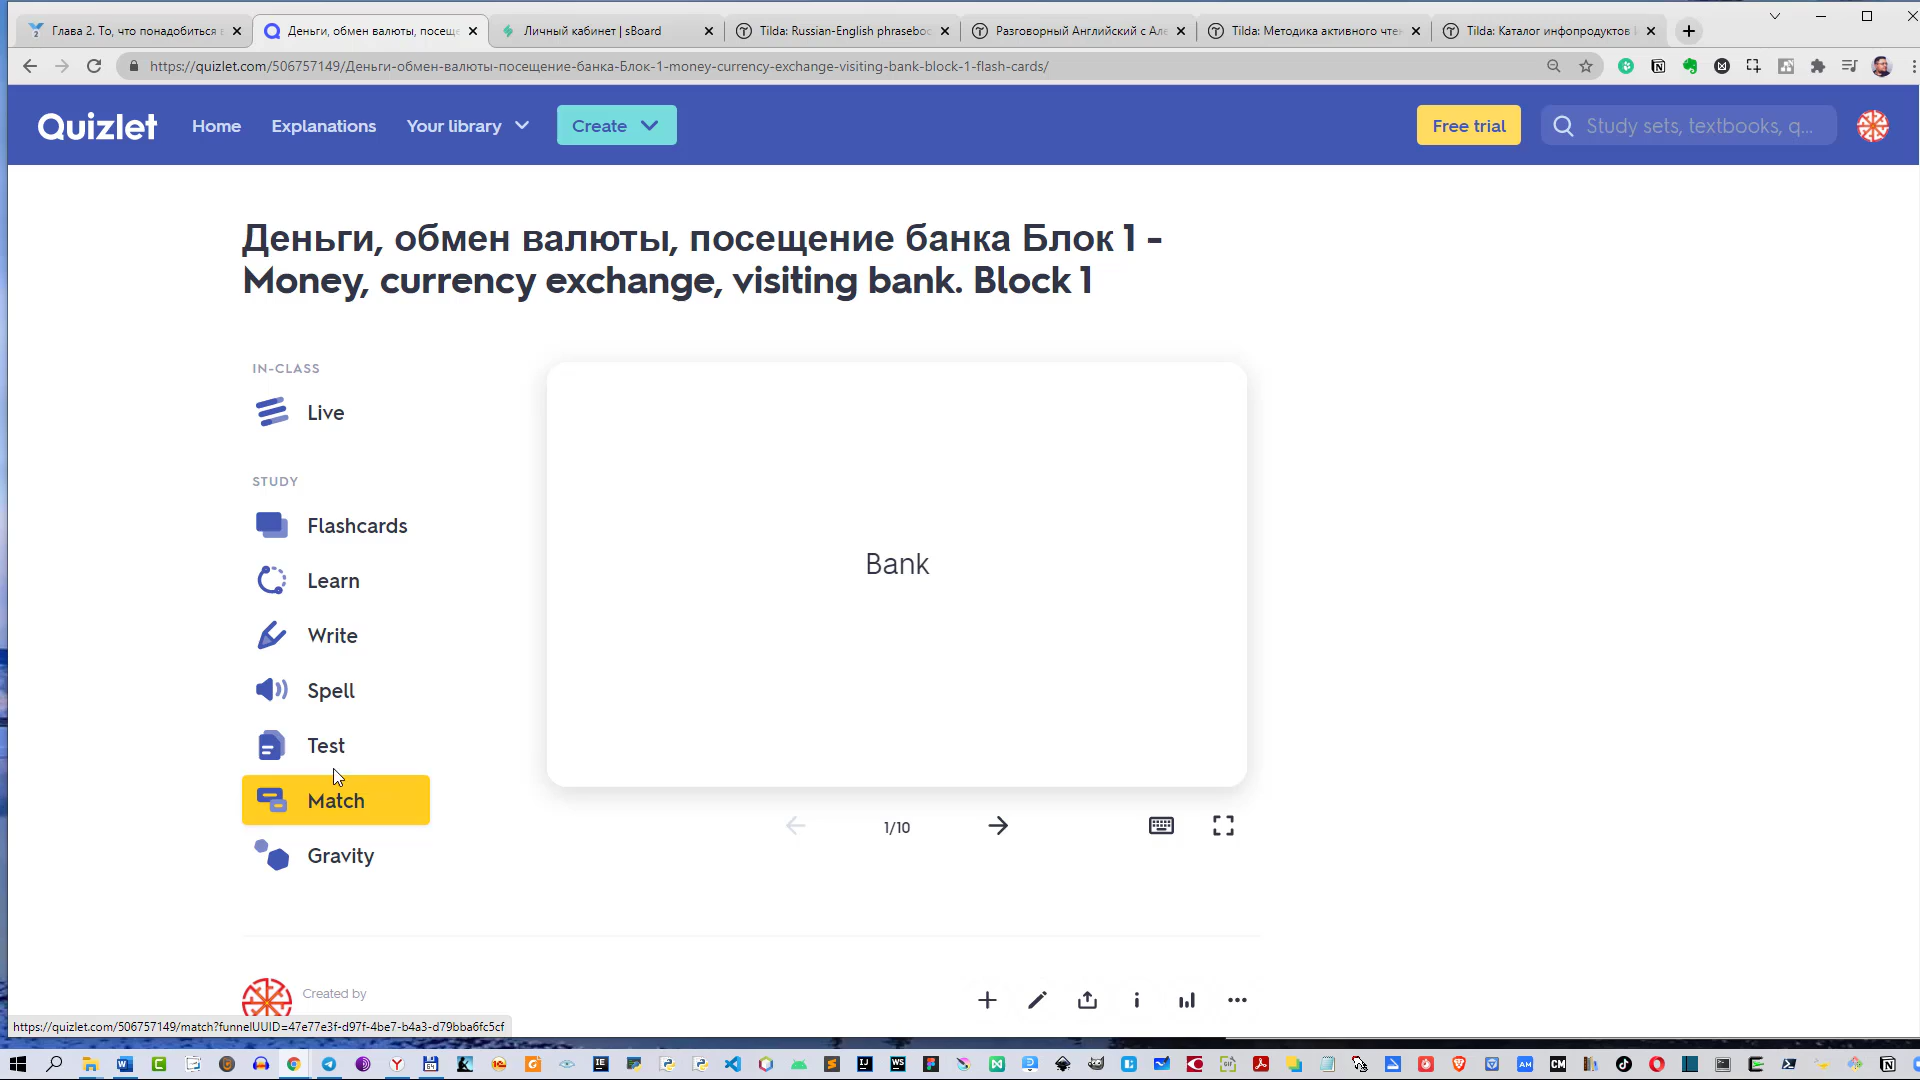 Глава 2. То, что понадобиться
Деньги, обмен валюты, посеще
Личный кабинет | sBoard
Tilda: Russian-English phrasebo
Разговорный Английский с Але
Tilda: Методика активного чте
Tilda: Каталог инфопродуктов
https://quizlet.com/506757149/Деньги-обмен-валюты-посещение-банка-Блок-1-money-currency-exchange-visiting-bank-block-1-flash-cards/
Quizlet
Home
Explanations
Your library
Create
Free trial
Study sets, textbooks, q...
Деньги, обмен валюты, посещение банка Блок 1 -
Money, currency exchange, visiting bank. Block 1
IN-CLASS
Live
STUDY
Flashcards
Learn
Write
Spell
Test
Match
Gravity
Bank
1/10
Created by
https://quizlet.com/506757149/match?funnelUUID=47e77e3f-d97f-4be7-b4a3-d79bba6fc5cf